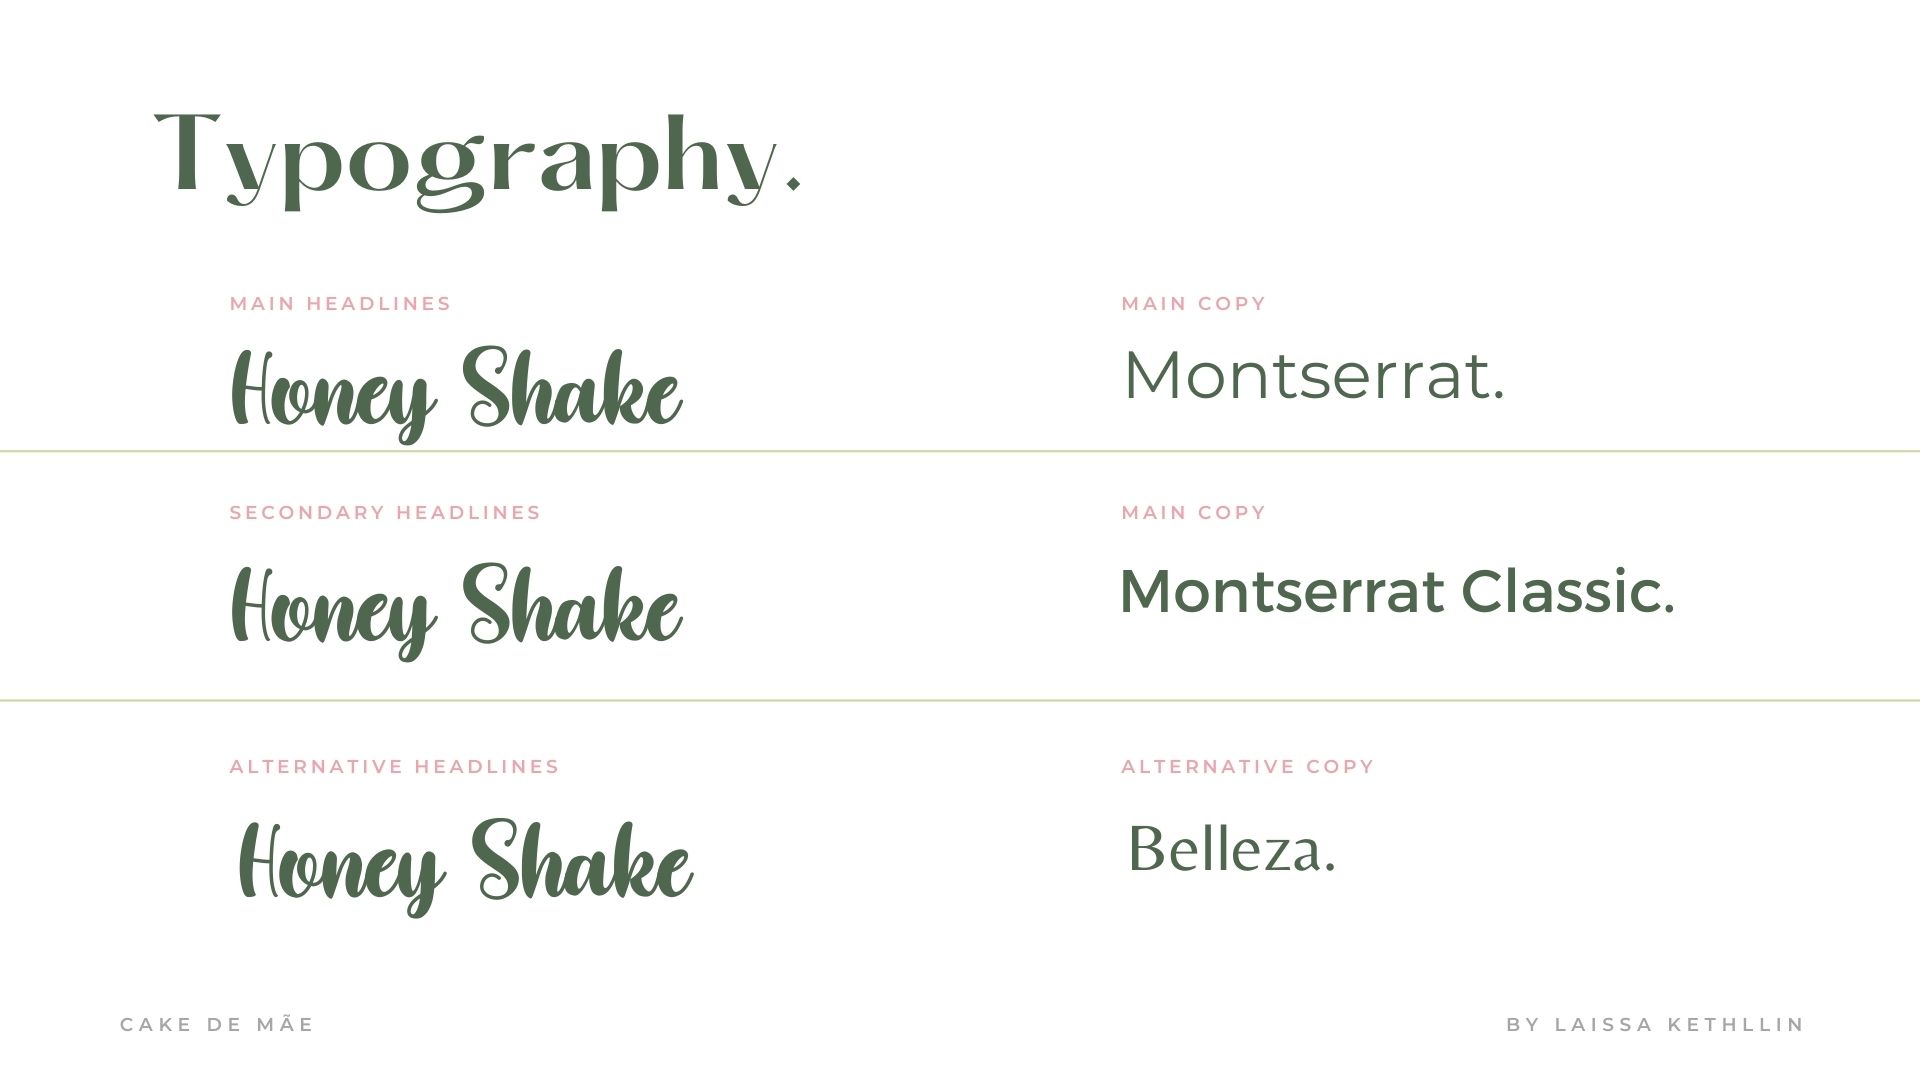 Typography.
MAIN HEADLINES
Honey Shake
MAIN COPY
Montserrat.
SECONDARY HEADLINES
Honey Shake
MAIN COPY
Montserrat Classic.
ALTERNATIVE HEADLINES
Honey Shake
ALTERNATIVE COPY
Belleza.
CAKE DE MÃE
BY LAISSA KETHLLIN